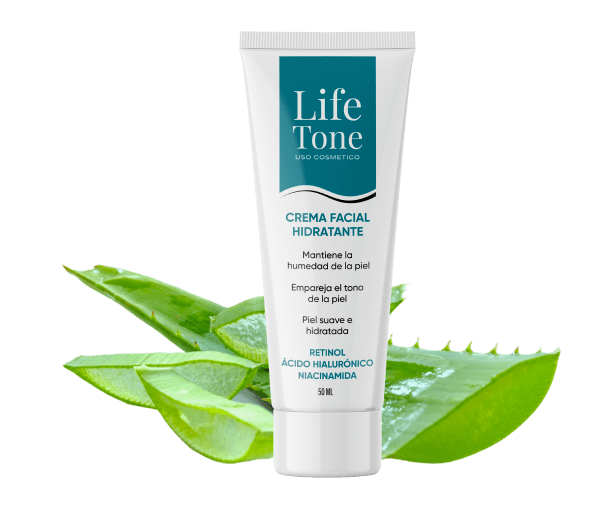 Life
Tone
USO COSMETICO
CREMA FACIAL
HIDRATANTE
Mantiene la
humedad de la piel
Empareja el tono
de la piel
Piel suave e
hidratada
RETINOL
ÁCIDO HIALURÓNICO
NIACINAMIDA
50 ML